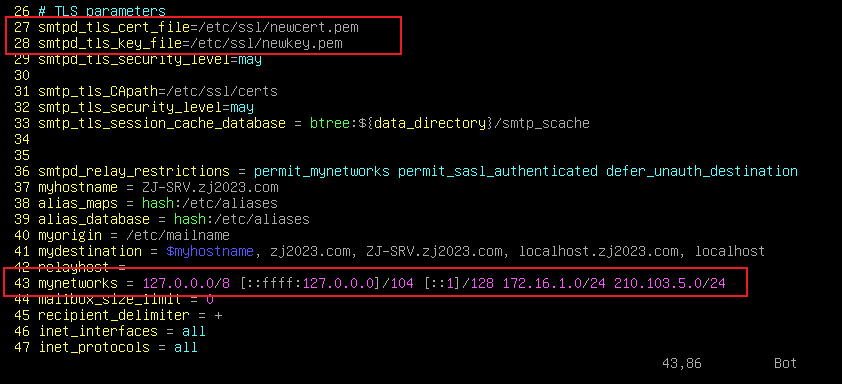 26 # TLS parameters
27 smtpd_tls_cert_file=/etc/ssl/newcert.pem
28 smtpd_tls_key_file=/etc/ssl/newkey.pem
29 smtpd_tls_security_level=may
30
31 smtp_tls_CApath=/etc/ssl/certs
32 smtp_tls_security_level=may
33 smtp_tls_session_cache_database = btree:${data_directory}/smtp_scache
34
35
36 smtpd_relay_restrictions = permit_mynetworks permit_sasl_authenticated defer_unauth_destination
37 myhostname = ZJ-SRV.zj2023.com
38 alias_maps = hash:/etc/aliases
39 alias_database = hash:/etc/aliases
40 myorigin = /etc/mailname
41 mydestination = $myhostname, zj2023.com, ZJ-SRV.zj2023.com, localhost.zj2023.com, localhost
42 relayhost =
43 mynetworks = 127.0.0.0/8 [::ffff:127.0.0.0]/104 [::1]/128 172.16.1.0/24 210.103.5.0/24
44 mailbox_size_limit = 0
45 recipient_delimiter = +
46 inet_interfaces = all
47 inet_protocols = all
43,86 Bot